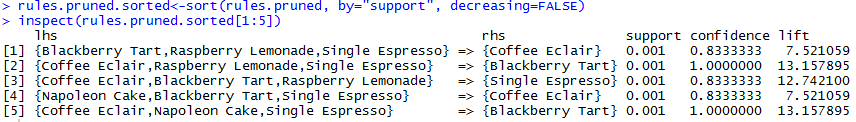 > rules.pruned.sorted<-sort(rules.pruned, by="support", decreasing=FALSE)
> inspect(rules.pruned.sorted[1:5])
lhs rhs support confidence lift
[1] {Blackberry Tart,Raspberry Lemonade,Single Espresso} => {Coffee Eclair} 0.001 0.8333333 7.521059
[2] {Coffee Eclair,Raspberry Lemonade,Single Espresso} => {Blackberry Tart} 0.001 1.0000000 13.157895
[3] {Coffee Eclair,Blackberry Tart,Raspberry Lemonade} => {Single Espresso} 0.001 0.8333333 12.742100
[4] {Napoleon Cake,Blackberry Tart,Single Espresso} => {Coffee Eclair} 0.001 0.8333333 7.521059
[5] {Coffee Eclair,Napoleon Cake,Single Espresso} => {Blackberry Tart} 0.001 1.0000000 13.157895